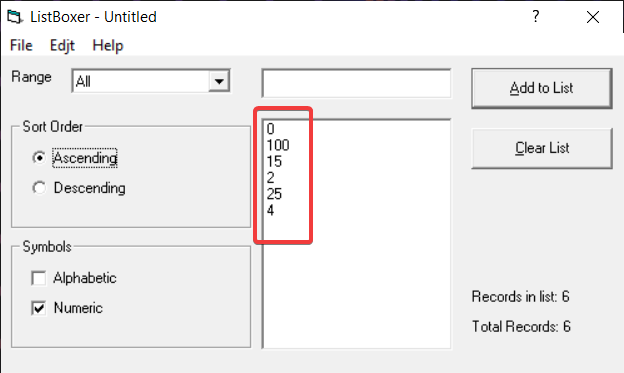 ListBoxer - Untitled
?
File Edjt Help
Range All
Add to List
Sort Order
Ascending
Descending
0
100
15
2
25
4
Clear List
Symbols
Alphabetic
Numeric
Records in list: 6
Total Records: 6